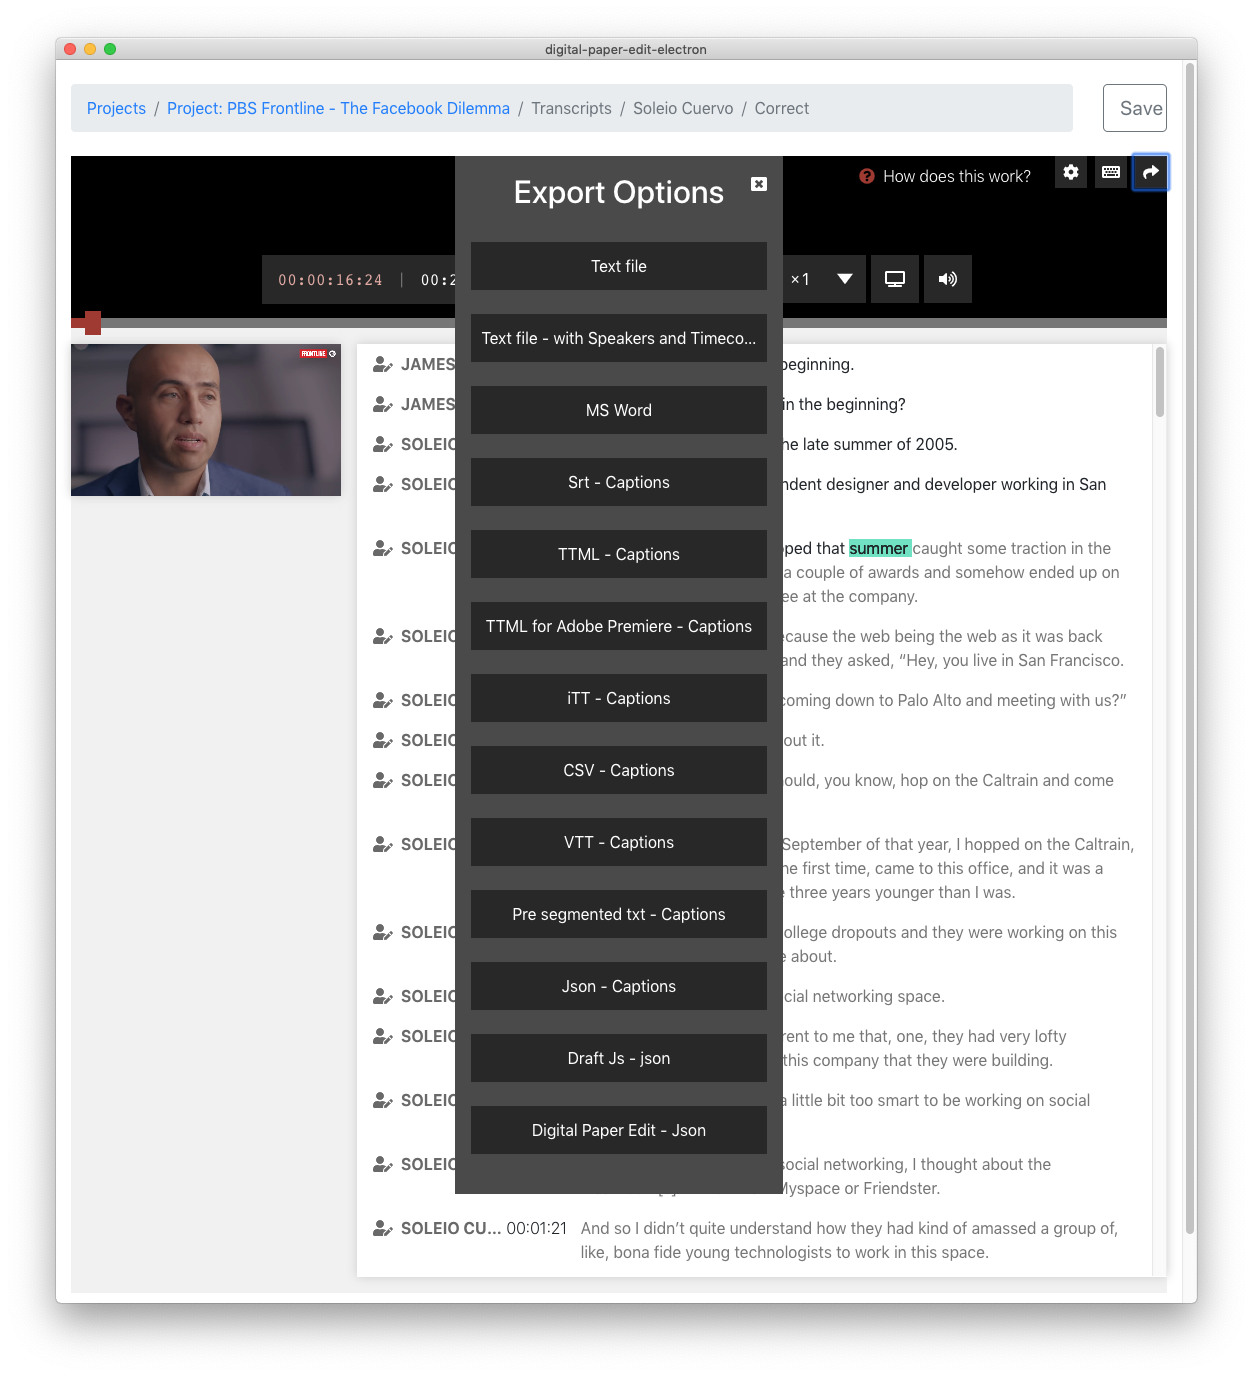 digital-paper-edit-electron
Projects / Project: PBS Frontline - The Facebook Dilemma / Transcripts / Soleio Cuervo / Correct
Save
How does this work?
Export Options
00:00:16:24 | 00:2
×1
FRONTLINE
Text file
Text file - with Speakers and Timeco...
MS Word
Srt - Captions
TTML - Captions
TTML for Adobe Premiere - Captions
iTT - Captions
CSV - Captions
VTT - Captions
Pre segmented txt - Captions
Json - Captions
Draft Js - json
Digital Paper Edit - Json
JAMES beginning.
JAMES in the beginning?
SOLEIO he late summer of 2005.
SOLEIO ndent designer and developer working in San
SOLEIO pped that summer caught some traction in the
a couple of awards and somehow ended up on
ee at the company.
SOLEIO ecause the web being the web as it was back
and they asked, “Hey, you live in San Francisco.
SOLEIO coming down to Palo Alto and meeting with us?”
SOLEIO out it.
SOLEIO ould, you know, hop on the Caltrain and come
SOLEIO September of that year, I hopped on the Caltrain,
he first time, came to this office, and it was a
e three years younger than I was.
SOLEIO ollege dropouts and they were working on this
e about.
SOLEIO cial networking space.
SOLEIO rent to me that, one, they had very lofty
this company that they were building.
SOLEIO a little bit too smart to be working on social
SOLEIO social networking, I thought about the
Myspace or Friendster.
SOLEIO CU... 00:01:21 And so I didn’t quite understand how they had kind of amassed a group of,
like, bona fide young technologists to work in this space.